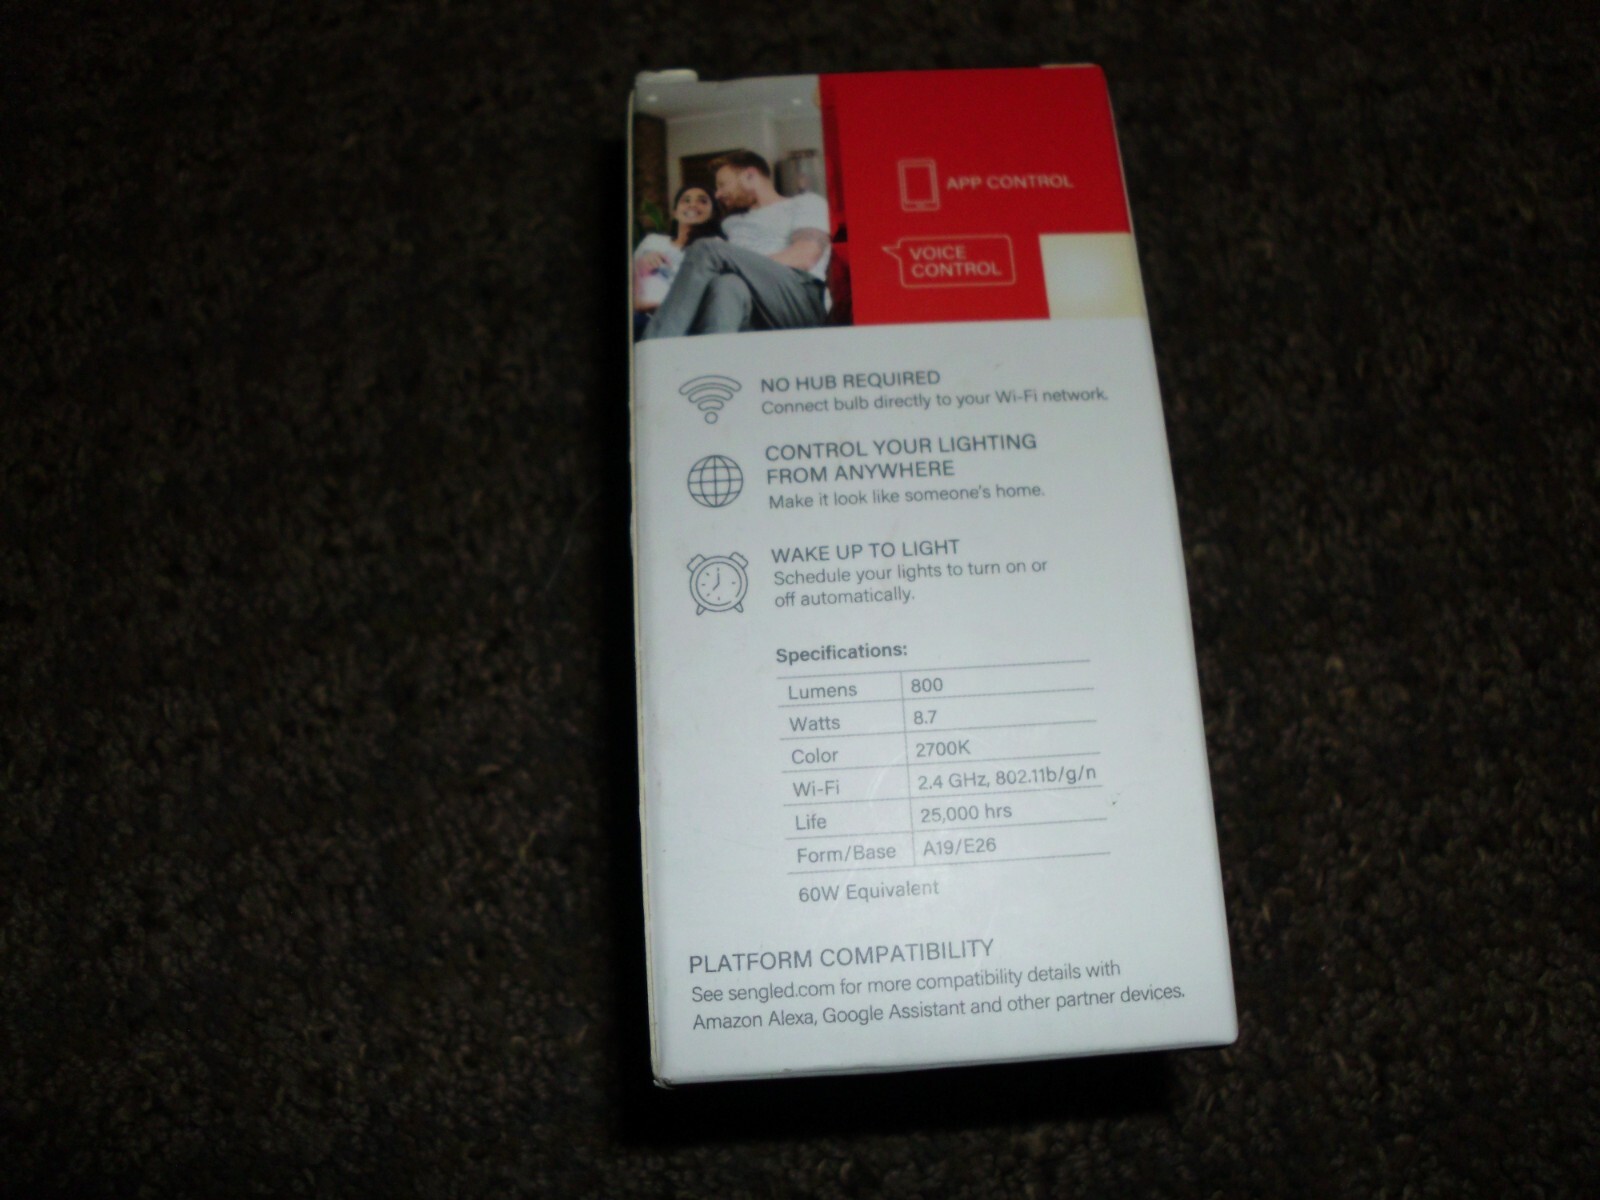 APP CONTROL
VOICE
CONTROL
NO HUB REQUIRED
Connect bulb directly to your Wi-Fi network.
CONTROL YOUR LIGHTING
FROM ANYWHERE
Make it look like someone's home.
WAKE UP TO LIGHT
Schedule your lights to turn on or
off automatically.
Specifications:
Lumens 800
Watts 8.7
Color 2700K
Wi-Fi 2.4 GHz, 802.11b/g/n
Life 25,000 hrs
Form/Base A19/E26
60W Equivalent
PLATFORM COMPATIBILITY
See sengled.com for more compatibility details with
Amazon Alexa, Google Assistant and other partner devices.